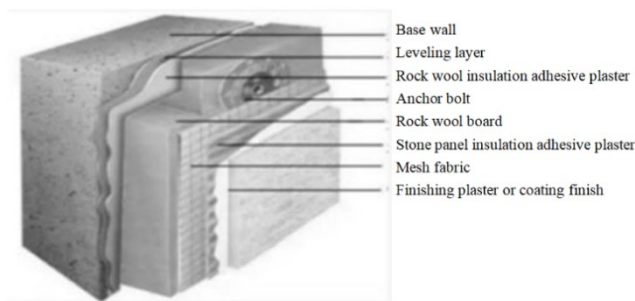 Base wall
Leveling layer
Rock wool insulation adhesive plaster
Anchor bolt
Rock wool board
Stone panel insulation adhesive plaster
Mesh fabric
Finishing plaster or coating finish